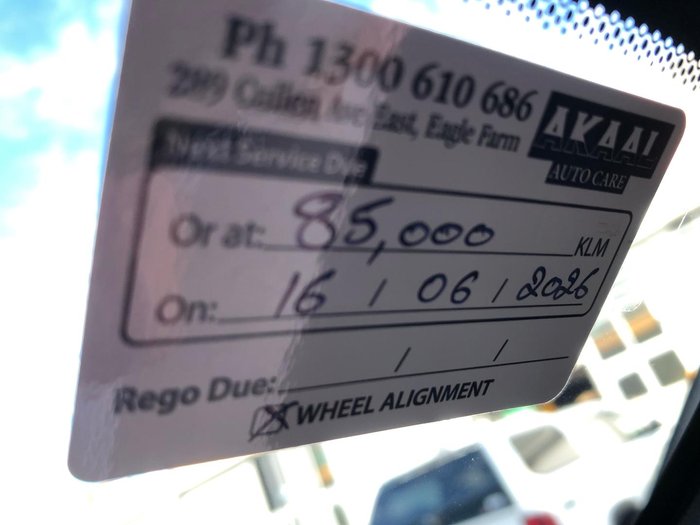 Ph 1300 610 686
289 Cullen Ave East, Eagle Farm
AKAAL
AUTO CARE
Next Service Due
Or at: 85,000 KLM
On: 16 / 06 / 2026
Rego Due: / /
WHEEL ALIGNMENT